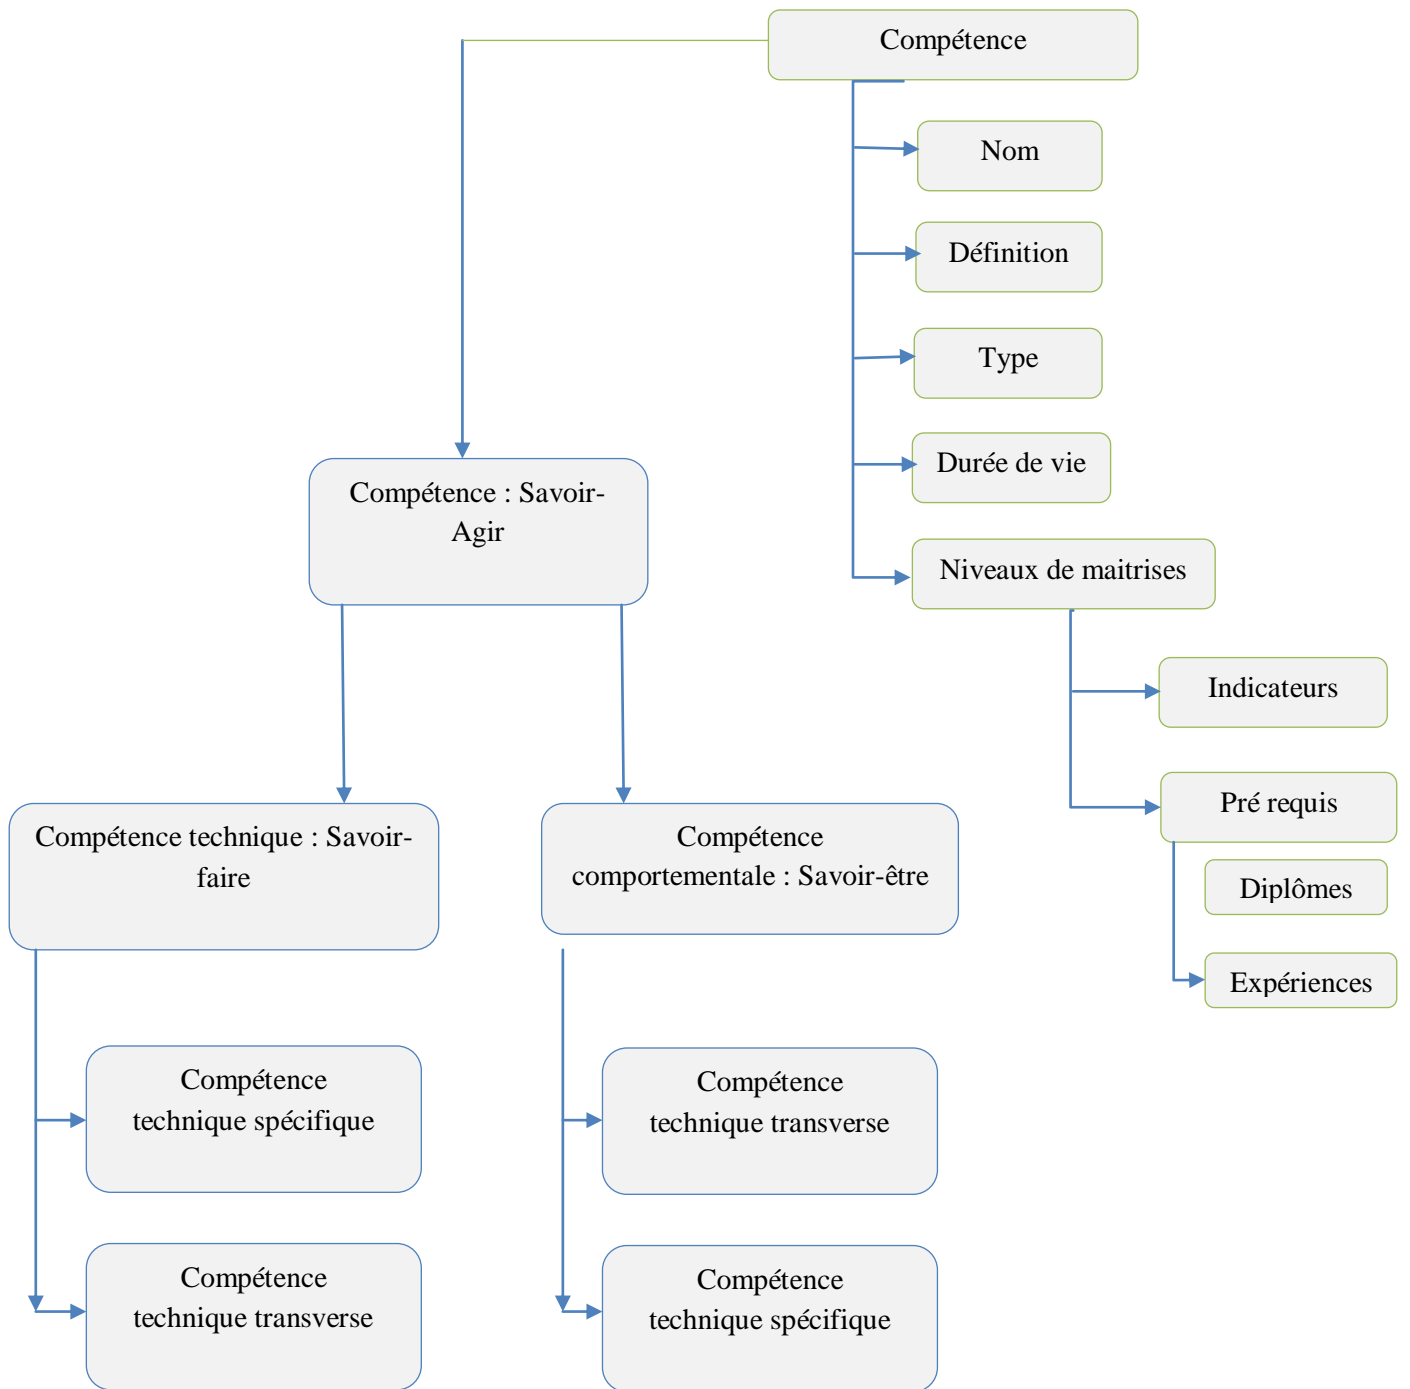 Compétence
Nom
Définition
Type
Durée de vie
Compétence : Savoir-
Agir
Niveaux de maitrises
Indicateurs
Pré requis
Diplômes
Expériences
Compétence technique : Savoir-
faire
Compétence
comportementale : Savoir-être
Compétence
technique spécifique
Compétence
technique transverse
Compétence
technique transverse
Compétence
technique spécifique